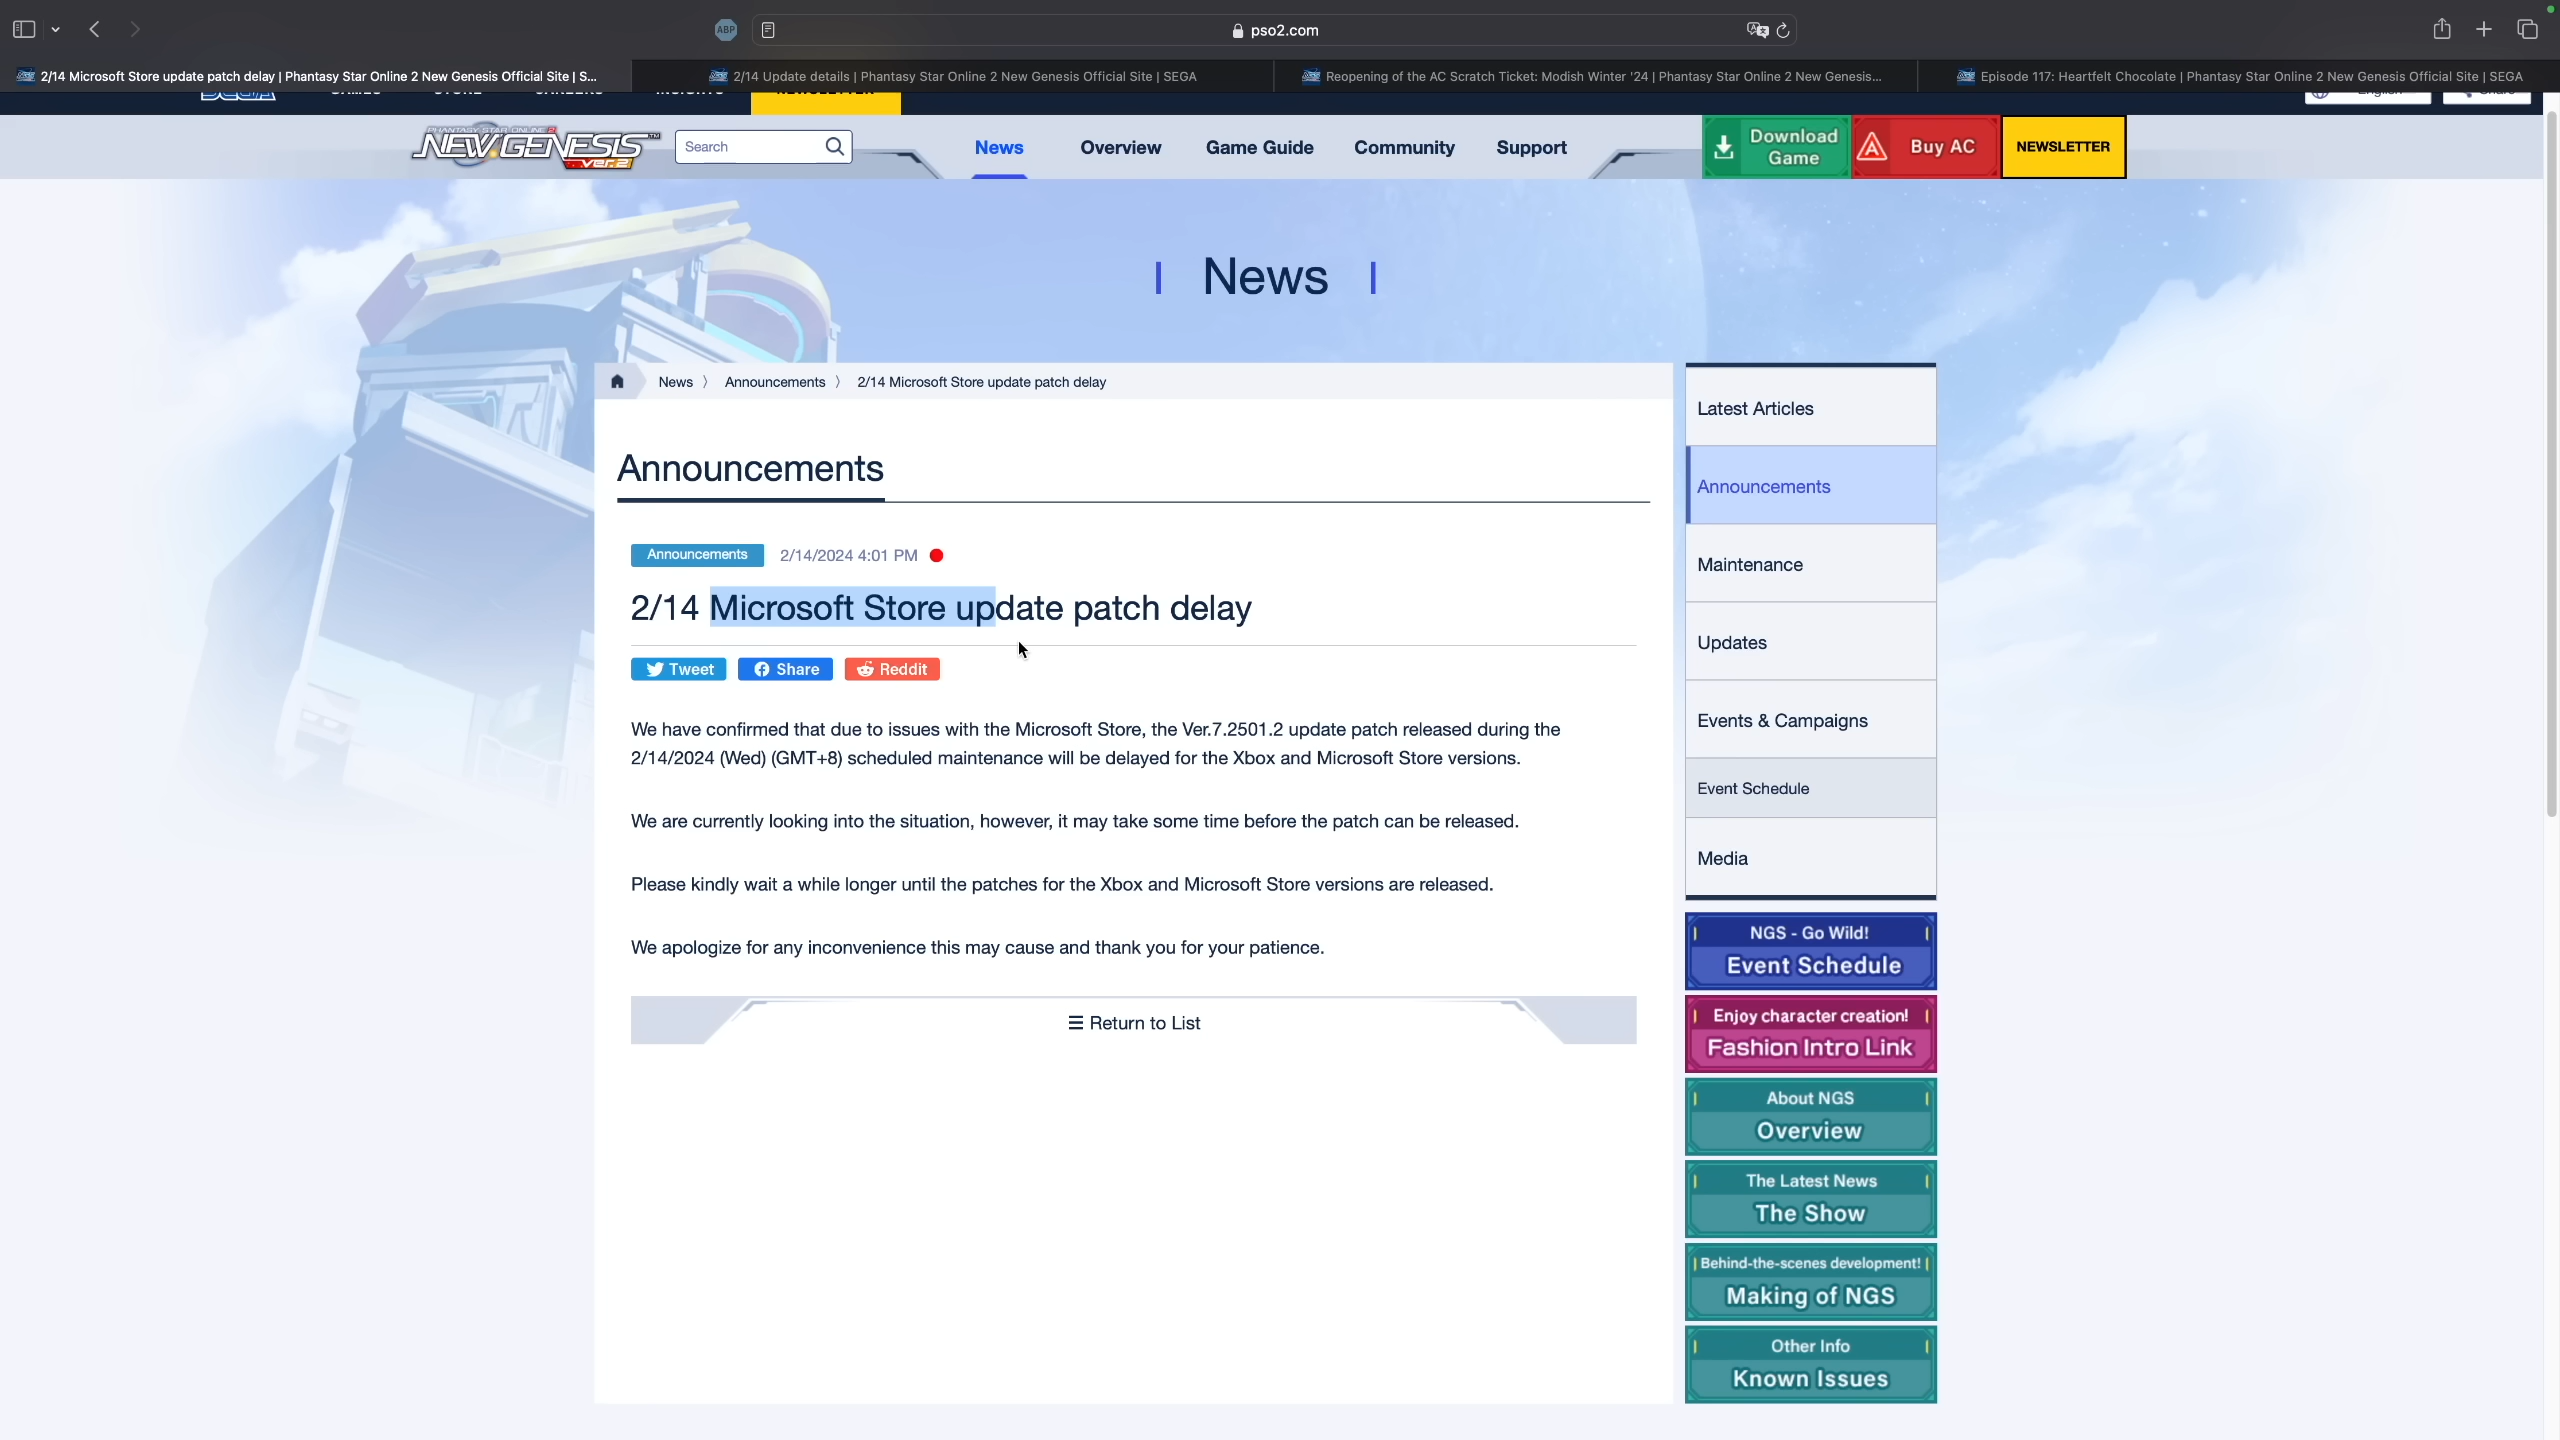 ABP
pso2.com
2/14 Microsoft Store update patch delay | Phantasy Star Online 2 New Genesis Official Site | S...
2/14 Update details | Phantasy Star Online 2 New Genesis Official Site | SEGA
Reopening of the AC Scratch Ticket: Modish Winter '24 | Phantasy Star Online 2 New Genesis...
Episode 117: Heartfelt Chocolate | Phantasy Star Online 2 New Genesis Official Site | SEGA
PHANTASY STAR ONLINE 2
NEW GENESIS TM
ver.2
Search
News
Overview
Game Guide
Community
Support
Download
Game
Buy AC
NEWSLETTER
News
News 〉 Announcements 〉 2/14 Microsoft Store update patch delay
Announcements
Announcements 2/14/2024 4:01 PM
2/14 Microsoft Store update patch delay
Tweet
Share
Reddit
We have confirmed that due to issues with the Microsoft Store, the Ver.7.2501.2 update patch released during the
2/14/2024 (Wed) (GMT+8) scheduled maintenance will be delayed for the Xbox and Microsoft Store versions.
We are currently looking into the situation, however, it may take some time before the patch can be released.
Please kindly wait a while longer until the patches for the Xbox and Microsoft Store versions are released.
We apologize for any inconvenience this may cause and thank you for your patience.
Return to List
Latest Articles
Announcements
Maintenance
Updates
Events & Campaigns
Event Schedule
Media
NGS - Go Wild!
Event Schedule
Enjoy character creation!
Fashion Intro Link
About NGS
Overview
The Latest News
The Show
Behind-the-scenes development!
Making of NGS
Other Info
Known Issues